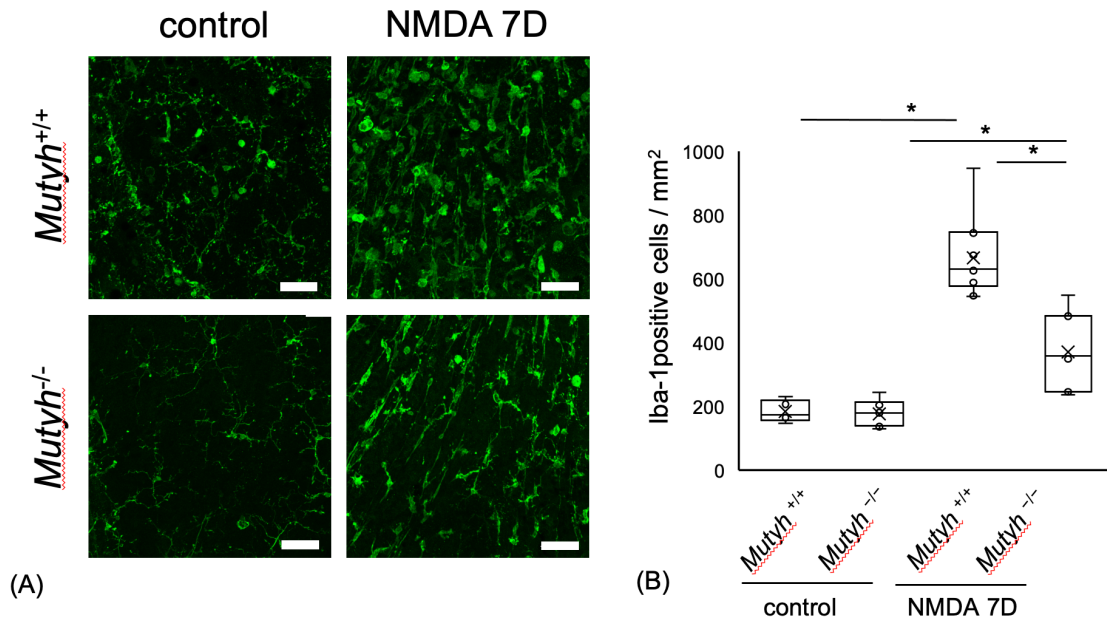 control NMDA 7D
Mutyh+/+
Mutyh-/-
(A)
* 
*
*
Iba-1positive cells / mm2
1000
800
600
400
200
0
Mutyh +/+ Mutyh −/− Mutyh +/+ Mutyh −/−
control NMDA 7D
(B)